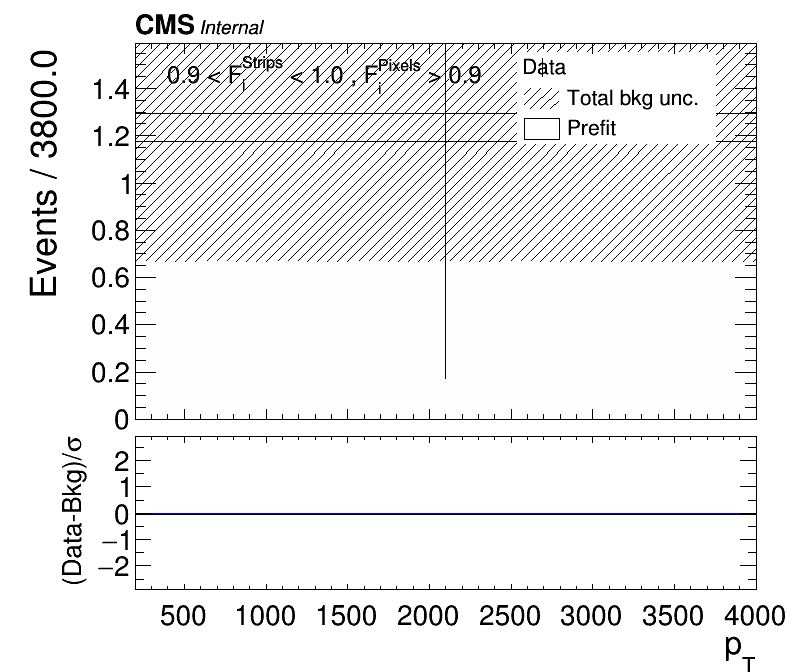 CMS Internal
0.9 < F_i^Strips < 1.0 , F_i^Pixels > 0.9
Data
Total bkg unc.
Prefit
Events / 3800.0
1.4
1.2
1
0.8
0.6
0.4
0.2
0
(Data-Bkg)/σ
2
1
0
−1
−2
500 1000 1500 2000 2500 3000 3500 4000
p_T